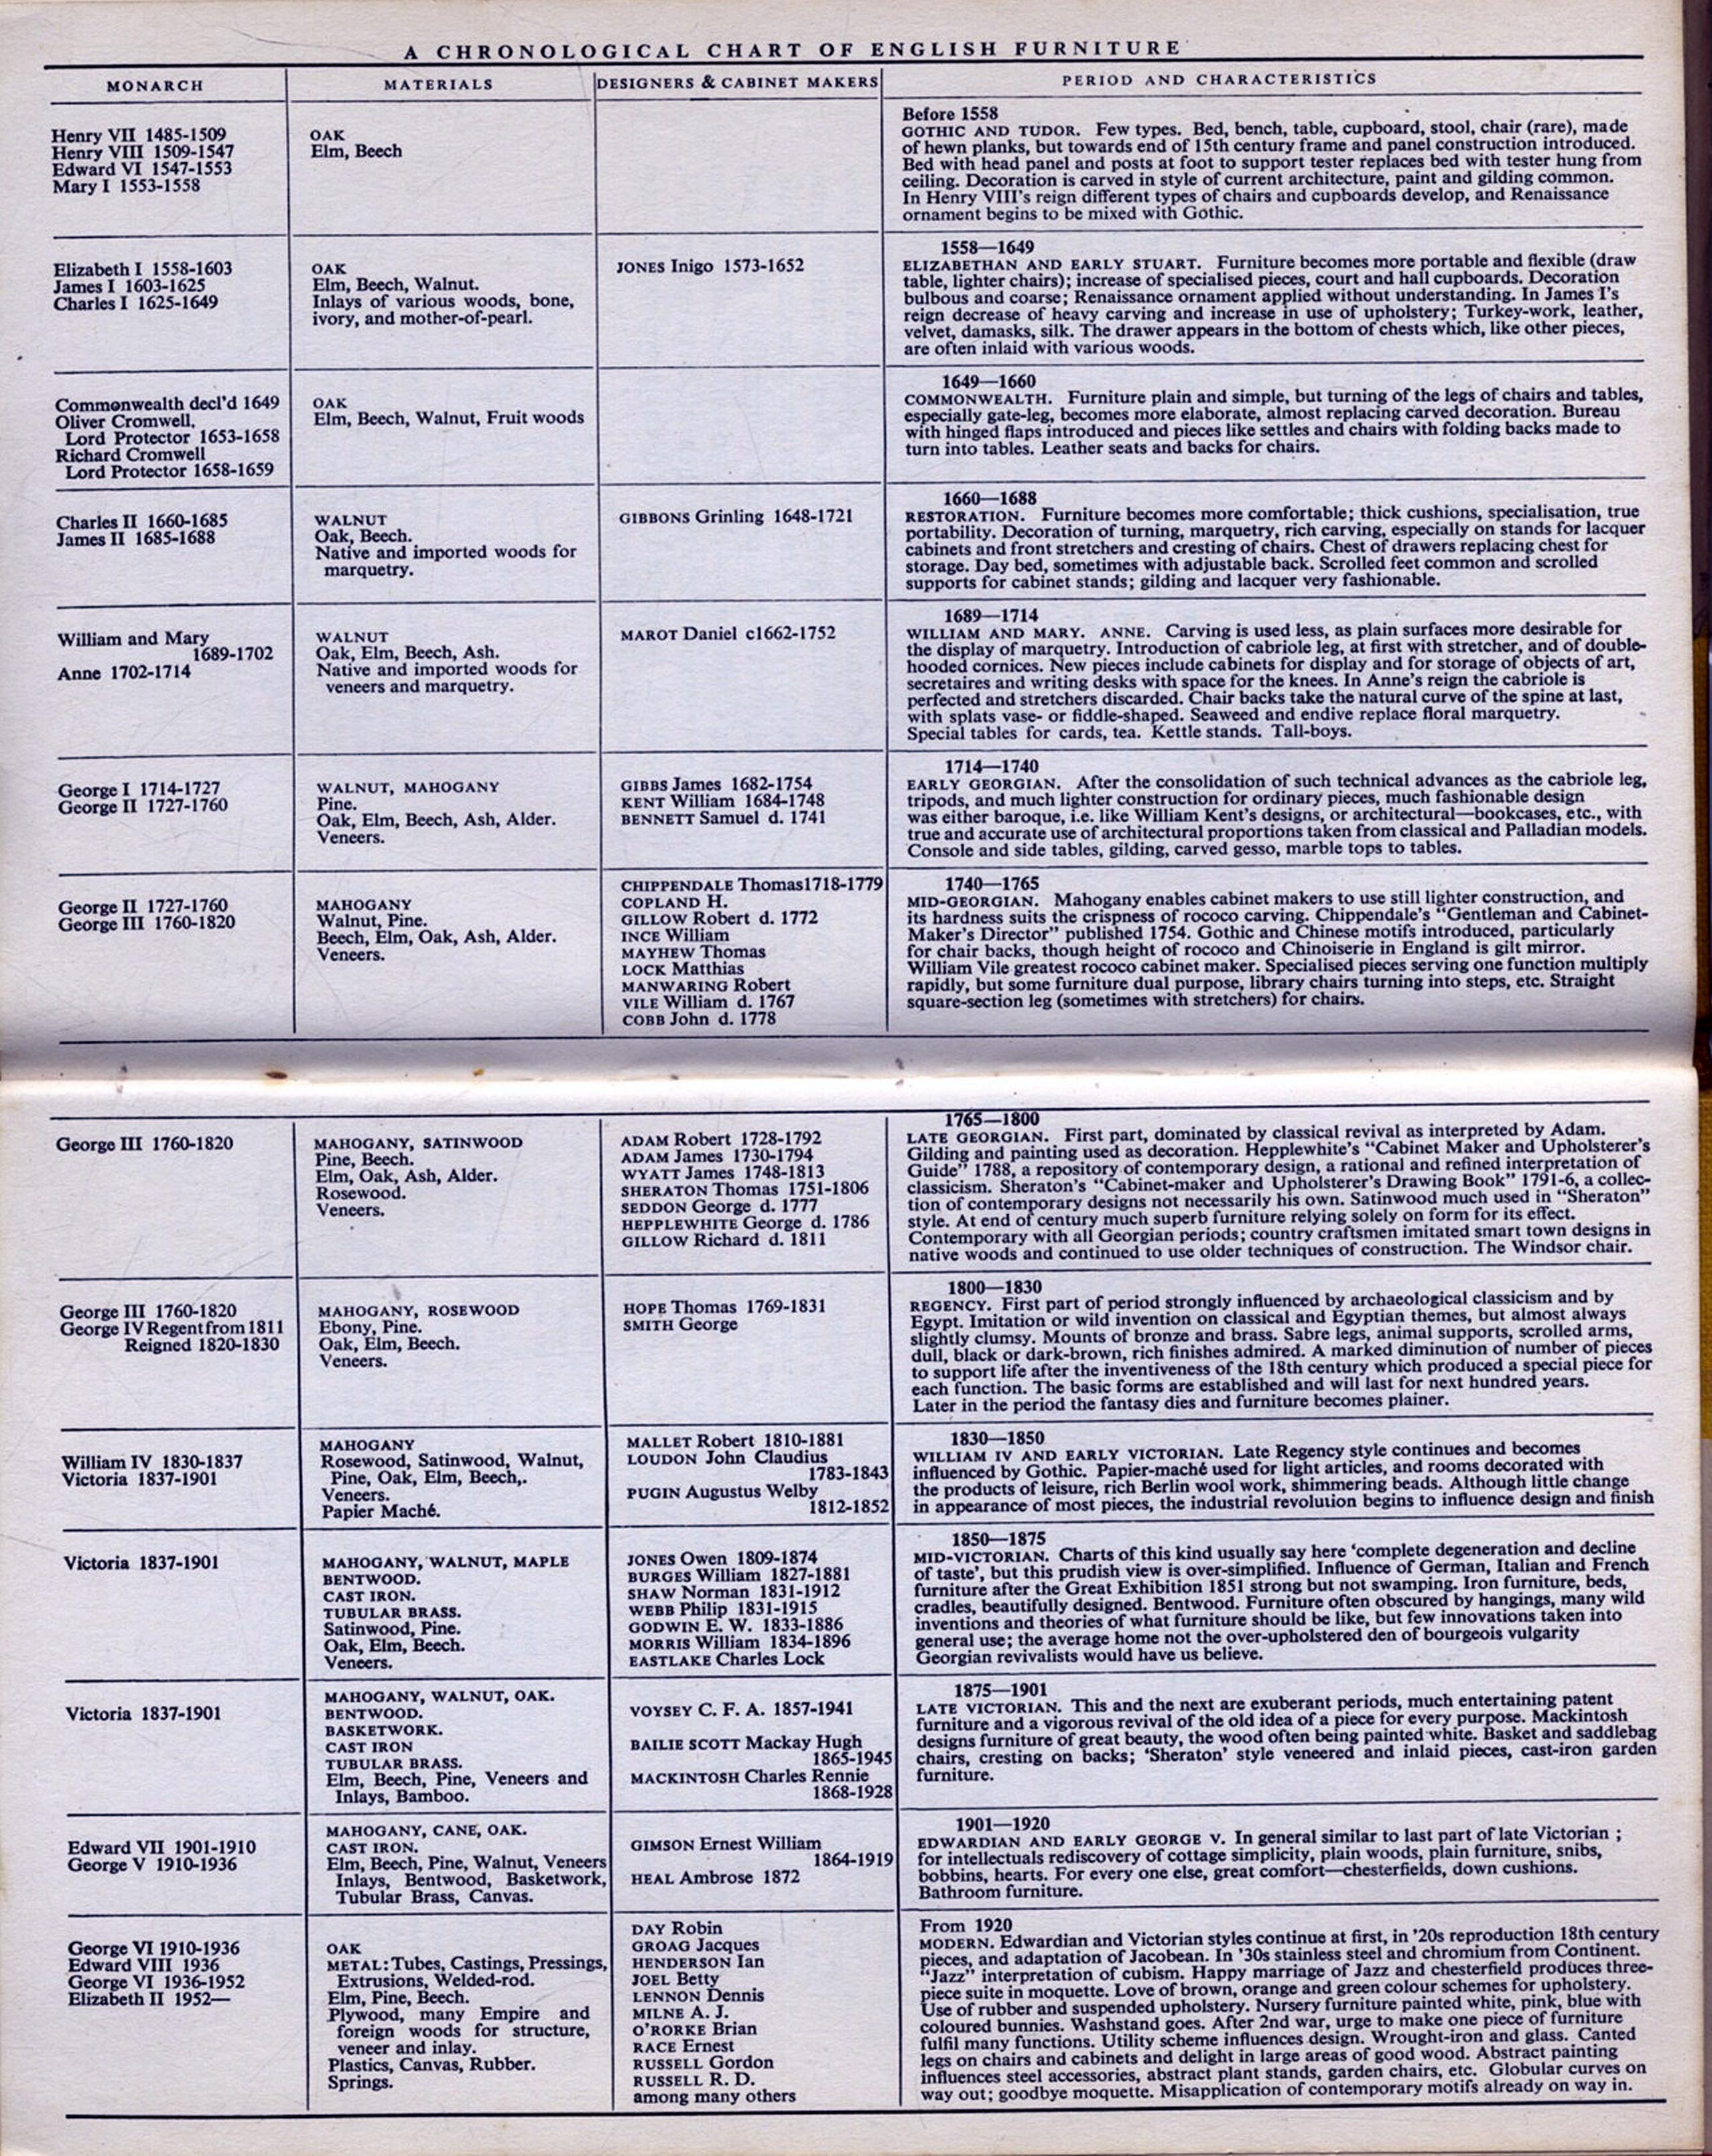 A CHRONOLOGICAL CHART OF ENGLISH FURNITURE
MONARCH
MATERIALS
DESIGNERS & CABINET MAKERS
PERIOD AND CHARACTERISTICS
Henry VII 1485-1509
Henry VIII 1509-1547
Edward VI 1547-1553
Mary I 1553-1558
OAK
Elm, Beech
Before 1558
GOTHIC AND TUDOR. Few types. Bed, bench, table, cupboard, stool, chair (rare), made
of hewn planks, but towards end of 15th century frame and panel construction introduced.
Bed with head panel and posts at foot to support tester replaces bed with tester hung from
ceiling. Decoration is carved in style of current architecture, paint and gilding common.
In Henry VIII's reign different types of chairs and cupboards develop, and Renaissance
ornament begins to be mixed with Gothic.
Elizabeth I 1558-1603
James I 1603-1625
Charles I 1625-1649
OAK
Elm, Beech, Walnut.
Inlays of various woods, bone,
ivory, and mother-of-pearl.
JONES Inigo 1573-1652
1558—1649
ELIZABETHAN AND EARLY STUART. Furniture becomes more portable and flexible (draw
table, lighter chairs); increase of specialised pieces, court and hall cupboards. Decoration
bulbous and coarse; Renaissance ornament applied without understanding. In James I's
reign decrease of heavy carving and increase in use of upholstery; Turkey-work, leather,
velvet, damasks, silk. The drawer appears in the bottom of chests which, like other pieces,
are often inlaid with various woods.
Commonwealth decl'd 1649
Oliver Cromwell,
Lord Protector 1653-1658
Richard Cromwell
Lord Protector 1658-1659
OAK
Elm, Beech, Walnut, Fruit woods
1649—1660
COMMONWEALTH. Furniture plain and simple, but turning of the legs of chairs and tables,
especially gate-leg, becomes more elaborate, almost replacing carved decoration. Bureau
with hinged flaps introduced and pieces like settles and chairs with folding backs made to
turn into tables. Leather seats and backs for chairs.
Charles II 1660-1685
James II 1685-1688
WALNUT
Oak, Beech.
Native and imported woods for
marquetry.
GIBBONS Grinling 1648-1721
1660—1688
RESTORATION. Furniture becomes more comfortable; thick cushions, specialisation, true
portability. Decoration of turning, marquetry, rich carving, especially on stands for lacquer
cabinets and front stretchers and cresting of chairs. Chest of drawers replacing chest for
storage. Day bed, sometimes with adjustable back. Scrolled feet common and scrolled
supports for cabinet stands; gilding and lacquer very fashionable.
William and Mary
1689-1702
Anne 1702-1714
WALNUT
Oak, Elm, Beech, Ash.
Native and imported woods for
veneers and marquetry.
MAROT Daniel c1662-1752
1689—1714
WILLIAM AND MARY. ANNE. Carving is used less, as plain surfaces more desirable for
the display of marquetry. Introduction of cabriole leg, at first with stretcher, and of double-
hooded cornices. New pieces include cabinets for display and for storage of objects of art,
secretaires and writing desks with space for the knees. In Anne's reign the cabriole is
perfected and stretchers discarded. Chair backs take the natural curve of the spine at last,
with splats vase- or fiddle-shaped. Seaweed and endive replace floral marquetry.
Special tables for cards, tea. Kettle stands. Tall-boys.
George I 1714-1727
George II 1727-1760
WALNUT, MAHOGANY
Pine.
Oak, Elm, Beech, Ash, Alder.
Veneers.
GIBBS James 1682-1754
KENT William 1684-1748
BENNETT Samuel d. 1741
1714—1740
EARLY GEORGIAN. After the consolidation of such technical advances as the cabriole leg,
tripods, and much lighter construction for ordinary pieces, much fashionable design
was either baroque, i.e. like William Kent's designs, or architectural—bookcases, etc., with
true and accurate use of architectural proportions taken from classical and Palladian models.
Console and side tables, gilding, carved gesso, marble tops to tables.
George II 1727-1760
George III 1760-1820
MAHOGANY
Walnut, Pine.
Beech, Elm, Oak, Ash, Alder.
Veneers.
CHIPPENDALE Thomas1718-1779
COPLAND H.
GILLOW Robert d. 1772
INCE William
MAYHEW Thomas
LOCK Matthias
MANWARING Robert
VILE William d. 1767
COBB John d. 1778
1740—1765
MID-GEORGIAN. Mahogany enables cabinet makers to use still lighter construction, and
its hardness suits the crispness of rococo carving. Chippendale's "Gentleman and Cabinet-
Maker's Director" published 1754. Gothic and Chinese motifs introduced, particularly
for chair backs, though height of rococo and Chinoiserie in England is gilt mirror.
William Vile greatest rococo cabinet maker. Specialised pieces serving one function multiply
rapidly, but some furniture dual purpose, library chairs turning into steps, etc. Straight
square-section leg (sometimes with stretchers) for chairs.
George III 1760-1820
MAHOGANY, SATINWOOD
Pine, Beech.
Elm, Oak, Ash, Alder.
Rosewood.
Veneers.
ADAM Robert 1728-1792
ADAM James 1730-1794
WYATT James 1748-1813
SHERATON Thomas 1751-1806
SEDDON George d. 1777
HEPPLEWHITE George d. 1786
GILLOW Richard d. 1811
1765—1800
LATE GEORGIAN. First part, dominated by classical revival as interpreted by Adam.
Gilding and painting used as decoration. Hepplewhite's "Cabinet Maker and Upholsterer's
Guide" 1788, a repository of contemporary design, a rational and refined interpretation of
classicism. Sheraton's "Cabinet-maker and Upholsterer's Drawing Book" 1791-6, a collec-
tion of contemporary designs not necessarily his own. Satinwood much used in "Sheraton"
style. At end of century much superb furniture relying solely on form for its effect.
Contemporary with all Georgian periods; country craftsmen imitated smart town designs in
native woods and continued to use older techniques of construction. The Windsor chair.
George III 1760-1820
George IV Regent from 1811
Reigned 1820-1830
MAHOGANY, ROSEWOOD
Ebony, Pine.
Oak, Elm, Beech.
Veneers.
HOPE Thomas 1769-1831
SMITH George
1800—1830
REGENCY. First part of period strongly influenced by archaeological classicism and by
Egypt. Imitation or wild invention on classical and Egyptian themes, but almost always
slightly clumsy. Mounts of bronze and brass. Sabre legs, animal supports, scrolled arms,
dull, black or dark-brown, rich finishes admired. A marked diminution of number of pieces
to support life after the inventiveness of the 18th century which produced a special piece for
each function. The basic forms are established and will last for next hundred years.
Later in the period the fantasy dies and furniture becomes plainer.
William IV 1830-1837
Victoria 1837-1901
MAHOGANY
Rosewood, Satinwood, Walnut,
Pine, Oak, Elm, Beech,.
Veneers.
Papier Maché.
MALLET Robert 1810-1881
LOUDON John Claudius
1783-1843
PUGIN Augustus Welby
1812-1852
1830—1850
WILLIAM IV AND EARLY VICTORIAN. Late Regency style continues and becomes
influenced by Gothic. Papier-maché used for light articles, and rooms decorated with
the products of leisure, rich Berlin wool work, shimmering beads. Although little change
in appearance of most pieces, the industrial revolution begins to influence design and finish
Victoria 1837-1901
MAHOGANY, WALNUT, MAPLE
BENTWOOD.
CAST IRON.
TUBULAR BRASS.
Satinwood, Pine.
Oak, Elm, Beech.
Veneers.
JONES Owen 1809-1874
BURGES William 1827-1881
SHAW Norman 1831-1912
WEBB Philip 1831-1915
GODWIN E. W. 1833-1886
MORRIS William 1834-1896
EASTLAKE Charles Lock
1850—1875
MID-VICTORIAN. Charts of this kind usually say here 'complete degeneration and decline
of taste', but this prudish view is over-simplified. Influence of German, Italian and French
furniture after the Great Exhibition 1851 strong but not swamping. Iron furniture, beds,
cradles, beautifully designed. Bentwood. Furniture often obscured by hangings, many wild
inventions and theories of what furniture should be like, but few innovations taken into
general use; the average home not the over-upholstered den of bourgeois vulgarity
Georgian revivalists would have us believe.
Victoria 1837-1901
MAHOGANY, WALNUT, OAK.
BENTWOOD.
BASKETWORK.
CAST IRON
TUBULAR BRASS.
Elm, Beech, Pine, Veneers and
Inlays, Bamboo.
VOYSEY C. F. A. 1857-1941
BAILIE SCOTT Mackay Hugh
1865-1945
MACKINTOSH Charles Rennie
1868-1928
1875—1901
LATE VICTORIAN. This and the next are exuberant periods, much entertaining patent
furniture and a vigorous revival of the old idea of a piece for every purpose. Mackintosh
designs furniture of great beauty, the wood often being painted white. Basket and saddlebag
chairs, cresting on backs; 'Sheraton' style veneered and inlaid pieces, cast-iron garden
furniture.
Edward VII 1901-1910
George V 1910-1936
MAHOGANY, CANE, OAK.
CAST IRON.
Elm, Beech, Pine, Walnut, Veneers
Inlays, Bentwood, Basketwork,
Tubular Brass, Canvas.
GIMSON Ernest William
1864-1919
HEAL Ambrose 1872
1901—1920
EDWARDIAN AND EARLY GEORGE V. In general similar to last part of late Victorian ;
for intellectuals rediscovery of cottage simplicity, plain woods, plain furniture, snibs,
bobbins, hearts. For every one else, great comfort—chesterfields, down cushions.
Bathroom furniture.
George VI 1910-1936
Edward VIII 1936
George VI 1936-1952
Elizabeth II 1952—
OAK
METAL: Tubes, Castings, Pressings,
Extrusions, Welded-rod.
Elm, Pine, Beech.
Plywood, many Empire and
foreign woods for structure,
veneer and inlay.
Plastics, Canvas, Rubber.
Springs.
DAY Robin
GROAG Jacques
HENDERSON Ian
JOEL Betty
LENNON Dennis
MILNE A. J.
O'RORKE Brian
RACE Ernest
RUSSELL Gordon
RUSSELL R. D.
among many others
From 1920
MODERN. Edwardian and Victorian styles continue at first, in '20s reproduction 18th century
pieces, and adaptation of Jacobean. In '30s stainless steel and chromium from Continent.
"Jazz" interpretation of cubism. Happy marriage of Jazz and chesterfield produces three-
piece suite in moquette. Love of brown, orange and green colour schemes for upholstery.
Use of rubber and suspended upholstery. Nursery furniture painted white, pink, blue with
coloured bunnies. Washstand goes. After 2nd war, urge to make one piece of furniture
fulfil many functions. Utility scheme influences design. Wrought-iron and glass. Canted
legs on chairs and cabinets and delight in large areas of good wood. Abstract painting
influences steel accessories, abstract plant stands, garden chairs, etc. Globular curves on
way out; goodbye moquette. Misapplication of contemporary motifs already on way in.